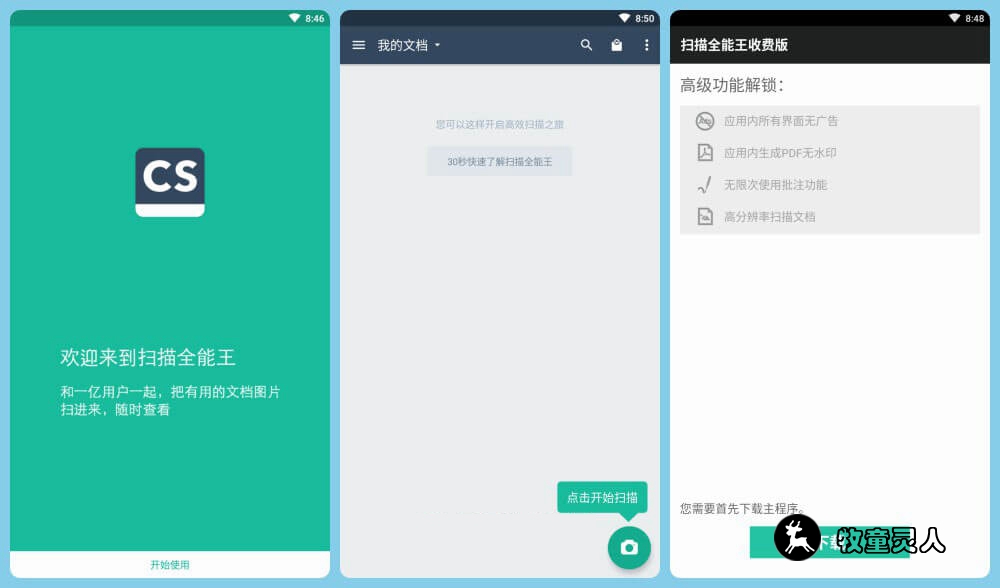 8:46
CS
欢迎来到扫描全能王
和一亿用户一起，把有用的文档图片
扫进来，随时查看
开始使用
8:50
我的文档
您可以这样开启高效扫描之旅
30秒快速了解扫描全能王
点击开始扫描
8:48
扫描全能王收费版
高级功能解锁：
应用内所有界面无广告
应用内生成PDF无水印
无限次使用批注功能
高分辨率扫描文档
您需要首先下载主程序。
下载
牧童灵人